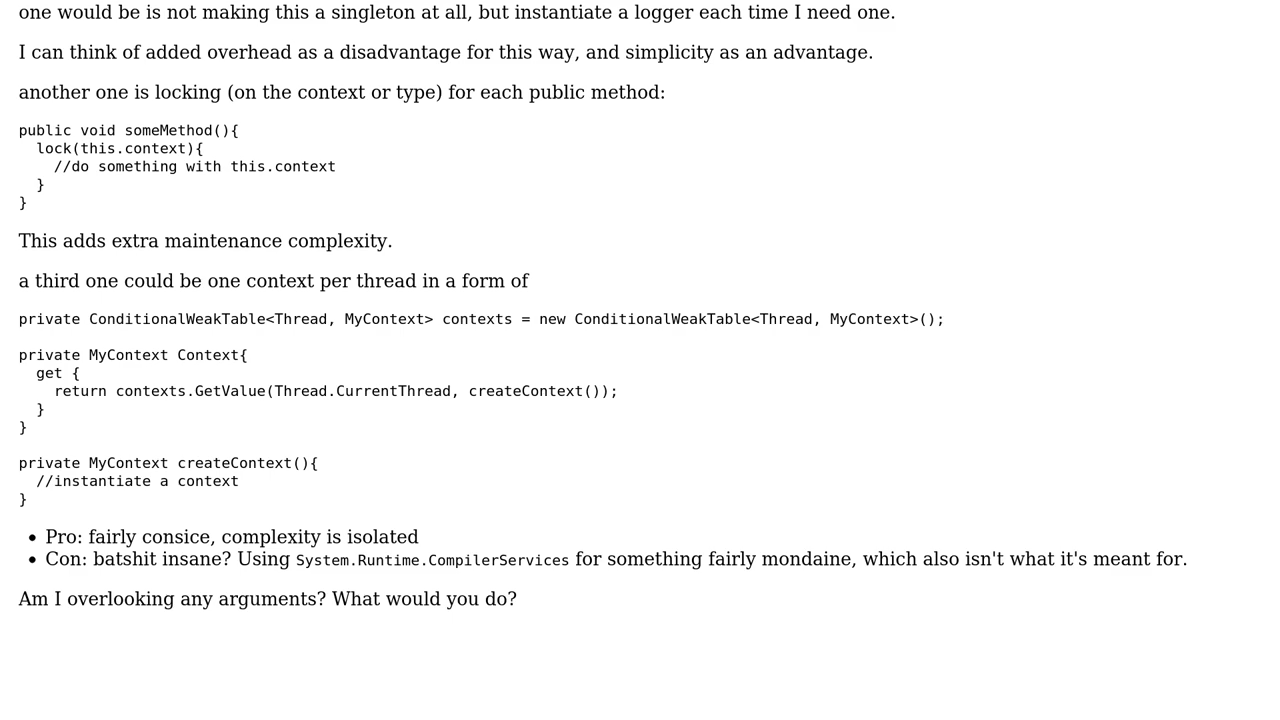 one would be is not making this a singleton at all, but instantiate a logger each time I need one.
I can think of added overhead as a disadvantage for this way, and simplicity as an advantage.
another one is locking (on the context or type) for each public method:
public void someMethod(){
  lock(this.context){
    //do something with this.context
  }
}
This adds extra maintenance complexity.
a third one could be one context per thread in a form of
private ConditionalWeakTable<Thread, MyContext> contexts = new ConditionalWeakTable<Thread, MyContext>();
private MyContext Context{
  get {
    return contexts.GetValue(Thread.CurrentThread, createContext());
  }
}
private MyContext createContext(){
  //instantiate a context
}
• Pro: fairly consice, complexity is isolated
• Con: batshit insane? Using System.Runtime.CompilerServices for something fairly mondaine, which also isn't what it's meant for.
Am I overlooking any arguments? What would you do?